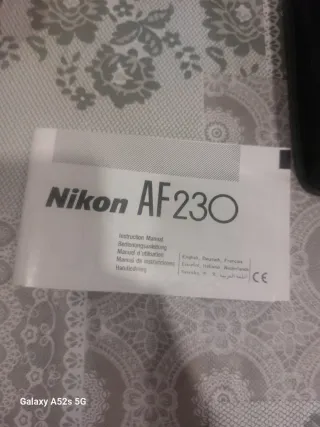 Nikon AF230
Instruction Manual
Bedienungsanleitung
Manuel d'utilisation
Manual de instrucciones
English, Deutsch, Français
Español, Italiano, Nederlands
CE
Galaxy A52s 5G